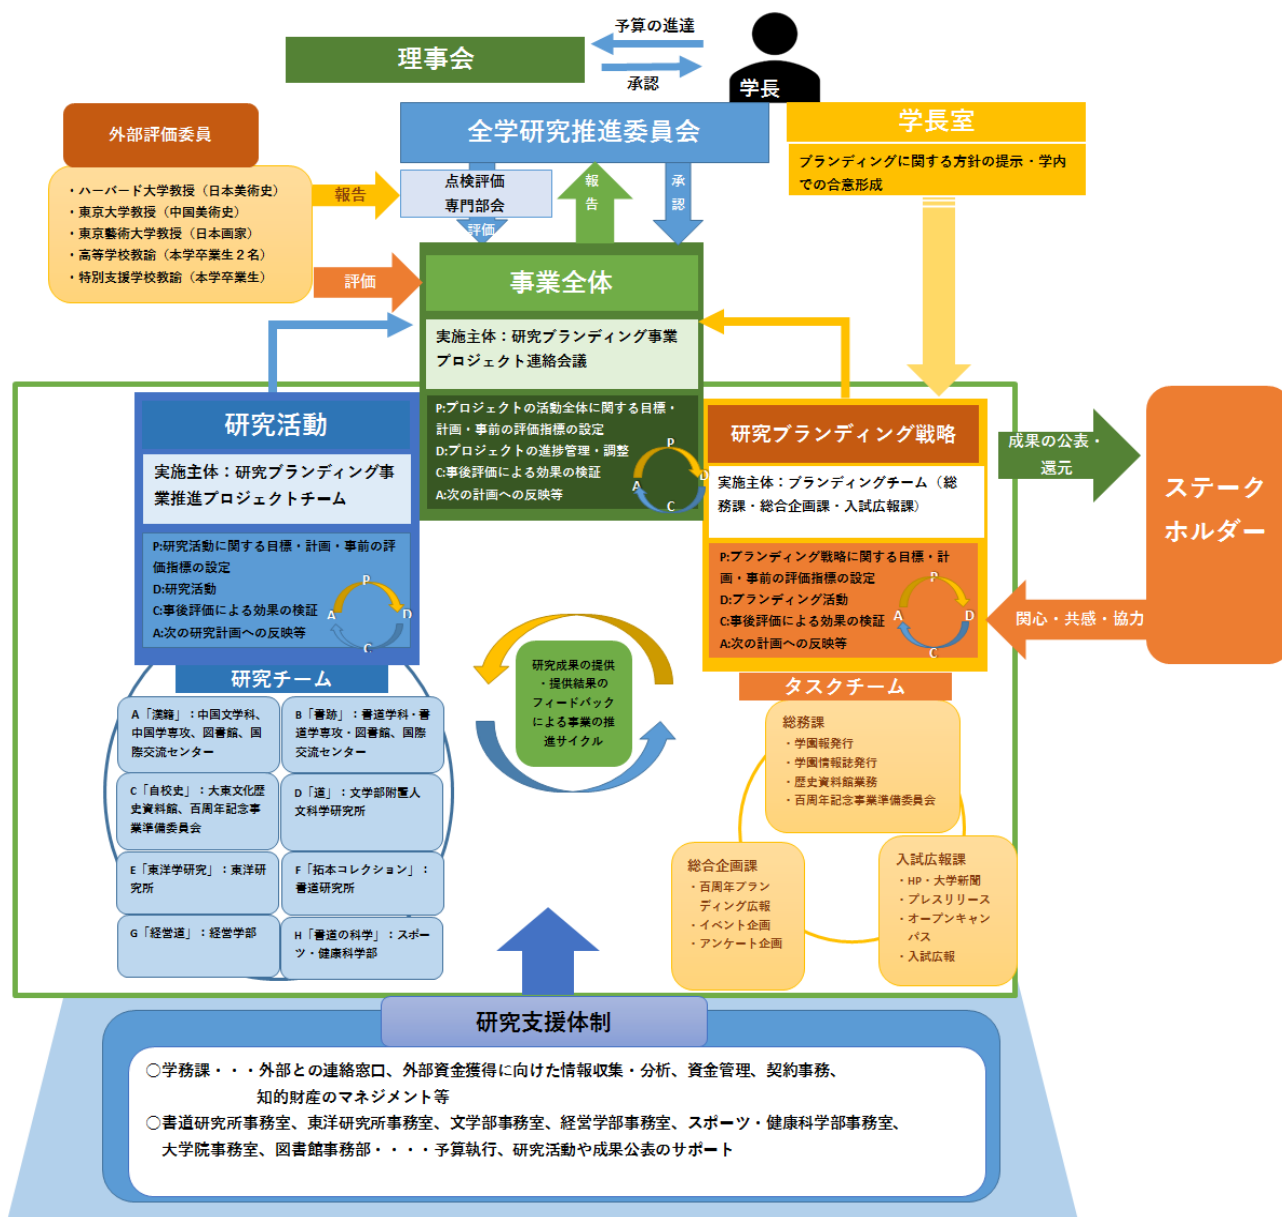 予算の進達
理事会
承認
学長
外部評価委員
全学研究推進委員会
学長室
ブランディングに関する方針の提示・学内
での合意形成
・ハーバード大学教授（日本美術史）
・東京大学教授（中国美術史）
・東京藝術大学教授（日本画家）
・高等学校教諭（本学卒業生２名）
・特別支援学校教諭（本学卒業生）
報告
点検評価
専門部会
評価
報
告
承
認
評価
事業全体
実施主体：研究ブランディング事業
プロジェクト連絡会議
P:プロジェクトの活動全体に関する目標・
計画・事前の評価指標の設定
D:プロジェクトの進捗管理・調整
C:事後評価による効果の検証
A:次の計画への反映等
P
D
C
A
研究活動
実施主体：研究ブランディング事
業推進プロジェクトチーム
P:研究活動に関する目標・計画・事前の評
価指標の設定
D:研究活動
C:事後評価による効果の検証
A:次の研究計画への反映等
P
D
C
A
研究ブランディング戦略
実施主体：ブランディングチーム（総
務課・総合企画課・入試広報課）
P:ブランディング戦略に関する目標・計
画・事前の評価指標の設定
D:ブランディング活動
C:事後評価による効果の検証
A:次の計画への反映等
P
D
C
A
成果の公表・
還元
ステーク
ホルダー
関心・共感・協力
研究成果の提供
・提供結果の
フィードバック
による事業の推
進サイクル
研究チーム
A「漢籍」：中国文学科、
中国学専攻、図書館、国
際交流センター
B「書跡」：書道学科・書
道学専攻・図書館、国際
交流センター
C「自校史」：大東文化歴
史資料館、百周年記念事
業準備委員会
D「道」：文学部附置人
文科学研究所
E「東洋学研究」：東洋研
究所
F「拓本コレクション」：
書道研究所
G「経営道」：経営学部
H「書道の科学」：スポー
ツ・健康科学部
タスクチーム
総務課
・学園報発行
・学園情報誌発行
・歴史資料館業務
・百周年記念事業準備委員会
総合企画課
・百周年ブラン
ディング広報
・イベント企画
・アンケート企画
入試広報課
・HP・大学新聞
・プレスリリース
・オープンキャン
パス
・入試広報
研究支援体制
○学務課・・・外部との連絡窓口、外部資金獲得に向けた情報収集・分析、資金管理、契約事務、
知的財産のマネジメント等
○書道研究所事務室、東洋研究所事務室、文学部事務室、経営学部事務室、スポーツ・健康科学部事務室、
大学院事務室、図書館事務部・・・・予算執行、研究活動や成果公表のサポート